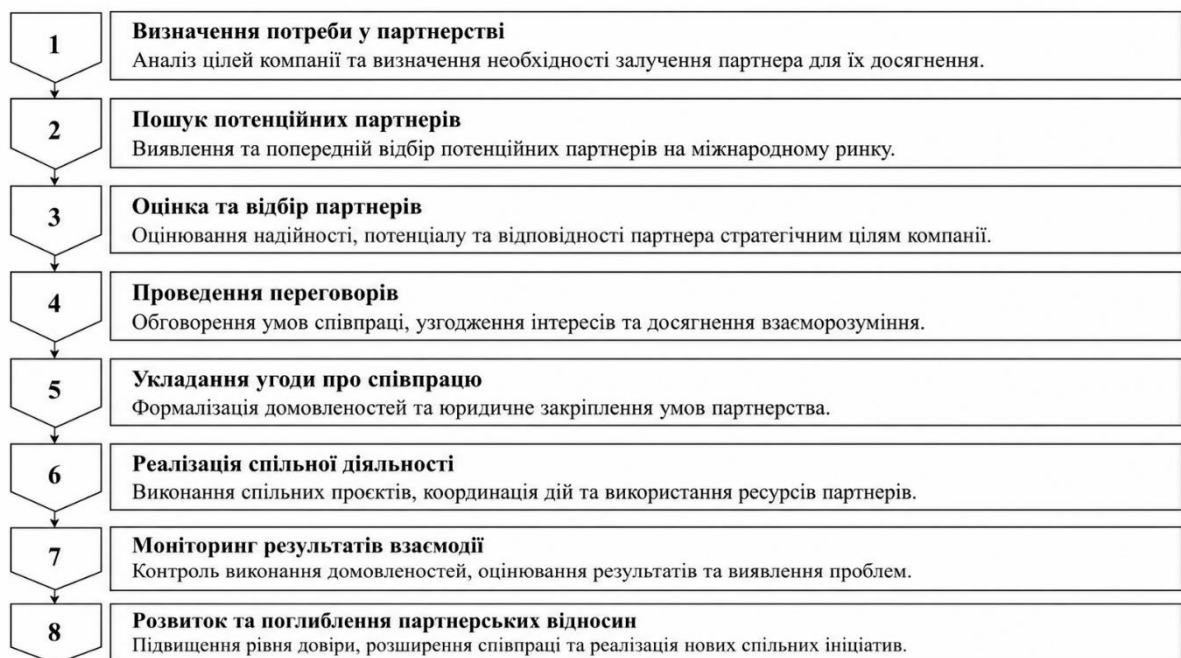 1
Визначення потреби у партнерстві
Аналіз цілей компанії та визначення необхідності залучення партнера для їх досягнення.
2
Пошук потенційних партнерів
Виявлення та попередній відбір потенційних партнерів на міжнародному ринку.
3
Оцінка та відбір партнерів
Оцінювання надійності, потенціалу та відповідності партнера стратегічним цілям компанії.
4
Проведення переговорів
Обговорення умов співпраці, узгодження інтересів та досягнення взаєморозуміння.
5
Укладання угоди про співпрацю
Формалізація домовленостей та юридичне закріплення умов партнерства.
6
Реалізація спільної діяльності
Виконання спільних проєктів, координація дій та використання ресурсів партнерів.
7
Моніторинг результатів взаємодії
Контроль виконання домовленостей, оцінювання результатів та виявлення проблем.
8
Розвиток та поглиблення партнерських відносин
Підвищення рівня довіри, розширення співпраці та реалізація нових спільних ініціатив.